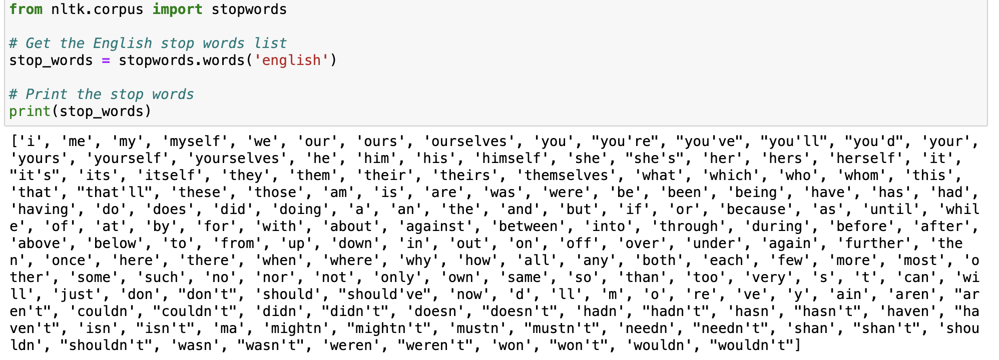 from nltk.corpus import stopwords
# Get the English stop words list
stop_words = stopwords.words('english')
# Print the stop words
print(stop_words)
['i', 'me', 'my', 'myself', 'we', 'our', 'ours', 'ourselves', 'you', "you're", "you've", "you'll", "you'd", 'your',
'yours', 'yourself', 'yourselves', 'he', 'him', 'his', 'himself', 'she', "she's", 'her', 'hers', 'herself', 'it',
"it's", 'its', 'itself', 'they', 'them', 'their', 'theirs', 'themselves', 'what', 'which', 'who', 'whom', 'this',
'that', "that'll", 'these', 'those', 'am', 'is', 'are', 'was', 'were', 'be', 'been', 'being', 'have', 'has', 'had',
'having', 'do', 'does', 'did', 'doing', 'a', 'an', 'the', 'and', 'but', 'if', 'or', 'because', 'as', 'until', 'whil
e', 'of', 'at', 'by', 'for', 'with', 'about', 'against', 'between', 'into', 'through', 'during', 'before', 'after',
'above', 'below', 'to', 'from', 'up', 'down', 'in', 'out', 'on', 'off', 'over', 'under', 'again', 'further', 'the
n', 'once', 'here', 'there', 'when', 'where', 'why', 'how', 'all', 'any', 'both', 'each', 'few', 'more', 'most', 'o
ther', 'some', 'such', 'no', 'nor', 'not', 'only', 'own', 'same', 'so', 'than', 'too', 'very', 's', 't', 'can', 'wi
ll', 'just', 'don', "don't", 'should', "should've", 'now', 'd', 'll', 'm', 'o', 're', 've', 'y', 'ain', 'aren', "ar
en't", 'couldn', "couldn't", 'didn', "didn't", 'doesn', "doesn't", 'hadn', "hadn't", 'hasn', "hasn't", 'haven', "ha
ven't", 'isn', "isn't", 'ma', 'mightn', "mightn't", 'mustn', "mustn't", 'needn', "needn't", 'shan', "shan't", 'shou
ldn', "shouldn't", 'wasn', "wasn't", 'weren', "weren't", 'won', "won't", 'wouldn', "wouldn't"]